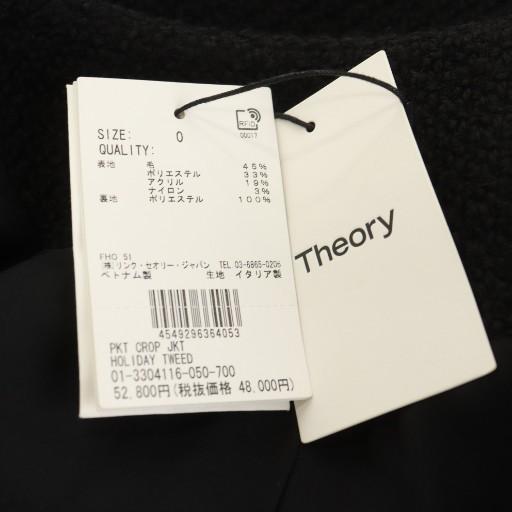 SIZE: 0
RFID
00017
QUALITY:
表地 毛 45%
ポリエステル 33%
アクリル 19%
ナイロン 3%
裏地 ポリエステル 100%
FHO SI
(株)リンク・セオリー・ジャパン TEL 03-6865-0206
ベトナム製 生地 イタリア製
4549296364053
PKT CROP JKT
HOLIDAY TWEED
01-3304116-050-700
52,800円(税抜価格 48,000円)
Theory